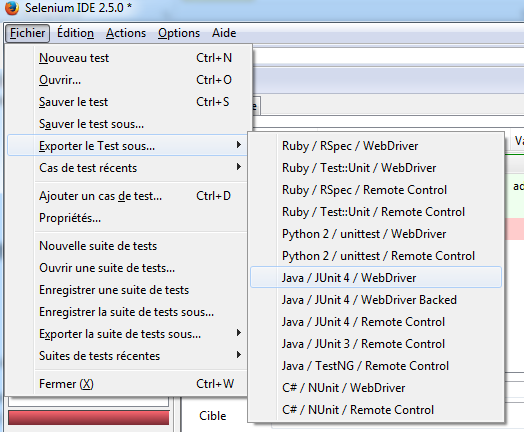 Selenium IDE 2.5.0 *
Fichier Édition Actions Options Aide
Nouveau test Ctrl+N
Ouvrir... Ctrl+O
Sauver le test Ctrl+S
Sauver le test sous...
Exporter le Test sous...
Cas de test récents
Ajouter un cas de test... Ctrl+D
Propriétés...
Nouvelle suite de tests
Ouvrir une suite de tests...
Enregistrer une suite de tests
Enregistrer la suite de tests sous...
Exporter la suite de tests sous...
Suites de tests récentes
Fermer (X) Ctrl+W
Ruby / RSpec / WebDriver
Ruby / Test::Unit / WebDriver
Ruby / RSpec / Remote Control
Ruby / Test::Unit / Remote Control
Python 2 / unittest / WebDriver
Python 2 / unittest / Remote Control
Java / JUnit 4 / WebDriver
Java / JUnit 4 / WebDriver Backed
Java / JUnit 4 / Remote Control
Java / JUnit 3 / Remote Control
Java / TestNG / Remote Control
C# / NUnit / WebDriver
C# / NUnit / Remote Control
Cible